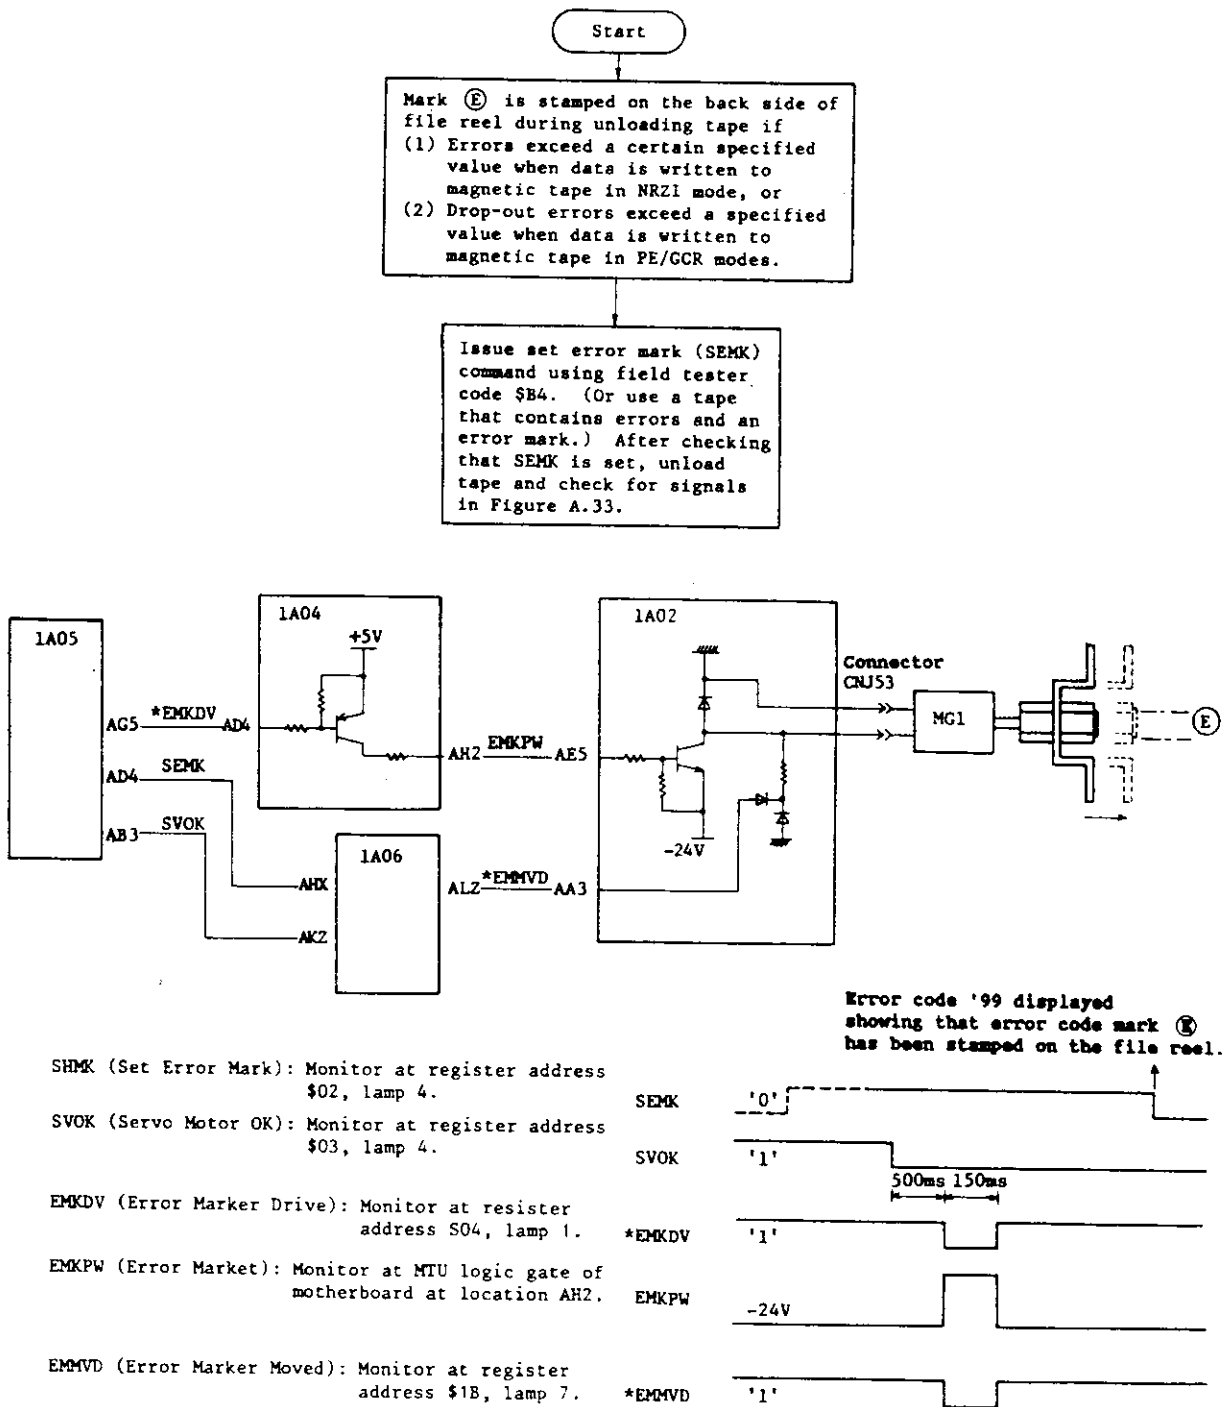 Start
Mark Ⓔ is stamped on the back side of
file reel during unloading tape if
(1) Errors exceed a certain specified
value when data is written to
magnetic tape in NRZI mode, or
(2) Drop-out errors exceed a specified
value when data is written to
magnetic tape in PE/GCR modes.
Issue set error mark (SEMK)
command using field tester
code $B4. (Or use a tape
that contains errors and an
error mark.) After checking
that SEMK is set, unload
tape and check for signals
in Figure A.33.
1A05
1A04
+5V
1A02
Connector
CNJ53
MG1
Ⓔ
AG5 *EMKDV AD4
AH2 EMKPW AE5
AD4 SEMK
AB3 SVOK
-24V
1A06
AHX
ALZ *EMMVD AA3
AKZ
Error code '99 displayed
showing that error code mark Ⓔ
has been stamped on the file reel.
SHMK (Set Error Mark): Monitor at register address
$02, lamp 4.
SEMK '0'
SVOK (Servo Motor OK): Monitor at register address
$03, lamp 4.
SVOK '1'
500ms 150ms
EMKDV (Error Marker Drive): Monitor at resister
address S04, lamp 1.
*EMKDV '1'
EMKPW (Error Market): Monitor at MTU logic gate of
motherboard at location AH2.
EMKPW -24V
EMMVD (Error Marker Moved): Monitor at register
address $1B, lamp 7.
*EMMVD '1'